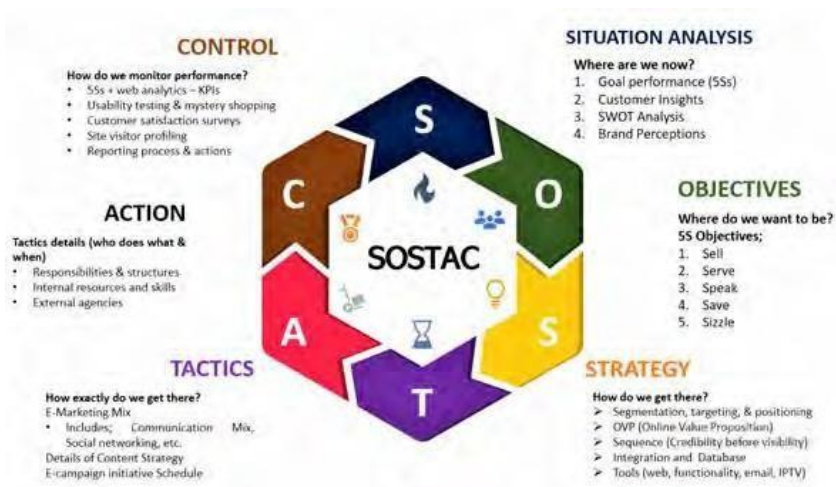 SITUATION ANALYSIS
Where are we now?
1. Goal performance (5Ss)
2. Customer Insights
3. SWOT Analysis
4. Brand Perceptions
OBJECTIVES
Where do we want to be?
5S Objectives;
1. Sell
2. Serve
3. Speak
4. Save
5. Sizzle
STRATEGY
How do we get there?
➢ Segmentation, targeting, & positioning
➢ OVP (Online Value Proposition)
➢ Sequence (Credibility before visibility)
➢ Integration and Database
➢ Tools (web, functionality, email, IPTV)
TACTICS
How exactly do we get there?
E-Marketing Mix
• Includes; Communication Mix,
Social networking, etc.
Details of Content Strategy
E-campaign initiative Schedule
ACTION
Tactics details (who does what &
when)
• Responsibilities & structures
• Internal resources and skills
• External agencies
CONTROL
How do we monitor performance?
• 5Ss + web analytics – KPIs
• Usability testing & mystery shopping
• Customer satisfaction surveys
• Site visitor profiling
• Reporting process & actions
S
O
S
T
A
C
SOSTAC